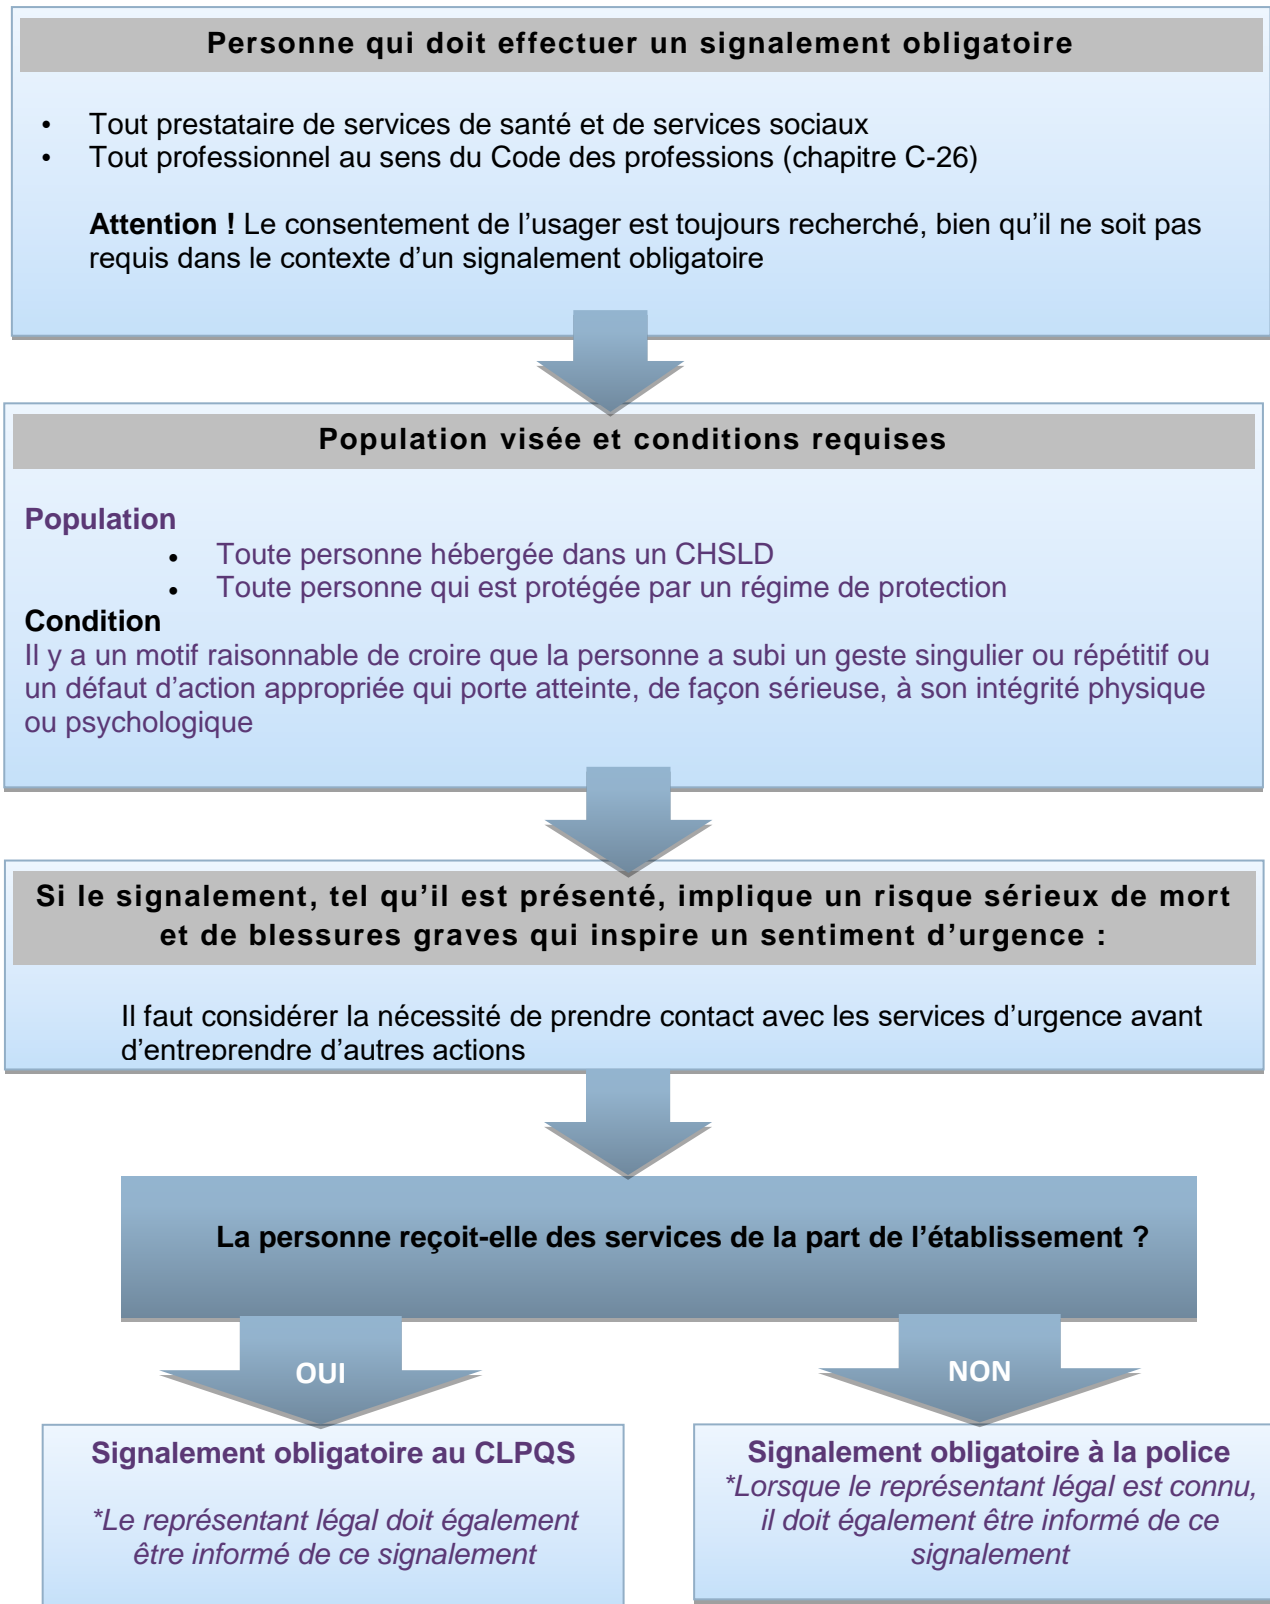 Personne qui doit effectuer un signalement obligatoire
• Tout prestataire de services de santé et de services sociaux
• Tout professionnel au sens du Code des professions (chapitre C-26)
Attention ! Le consentement de l’usager est toujours recherché, bien qu’il ne soit pas
requis dans le contexte d’un signalement obligatoire
Population visée et conditions requises
Population
• Toute personne hébergée dans un CHSLD
• Toute personne qui est protégée par un régime de protection
Condition
Il y a un motif raisonnable de croire que la personne a subi un geste singulier ou répétitif ou
un défaut d’action appropriée qui porte atteinte, de façon sérieuse, à son intégrité physique
ou psychologique
Si le signalement, tel qu’il est présenté, implique un risque sérieux de mort
et de blessures graves qui inspire un sentiment d’urgence :
Il faut considérer la nécessité de prendre contact avec les services d’urgence avant
d’entreprendre d’autres actions
La personne reçoit-elle des services de la part de l’établissement ?
OUI
NON
Signalement obligatoire au CLPQS
*Le représentant légal doit également
être informé de ce signalement
Signalement obligatoire à la police
*Lorsque le représentant légal est connu,
il doit également être informé de ce
signalement